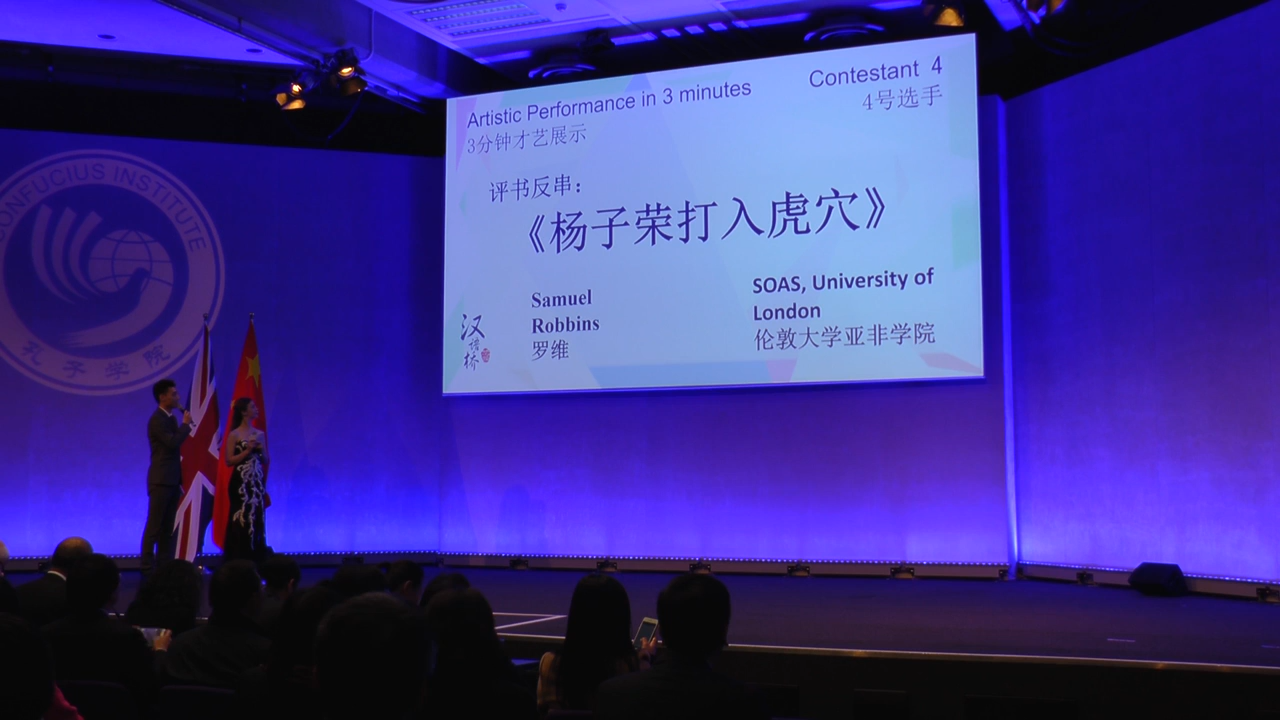 CONFUCIUS INSTITUTE
孔子学院
Artistic Performance in 3 minutes
3分钟才艺展示
Contestant 4
4号选手
评书反串:
《杨子荣打入虎穴》
Samuel
Robbins
罗维
SOAS, University of
London
伦敦大学亚非学院
汉语桥